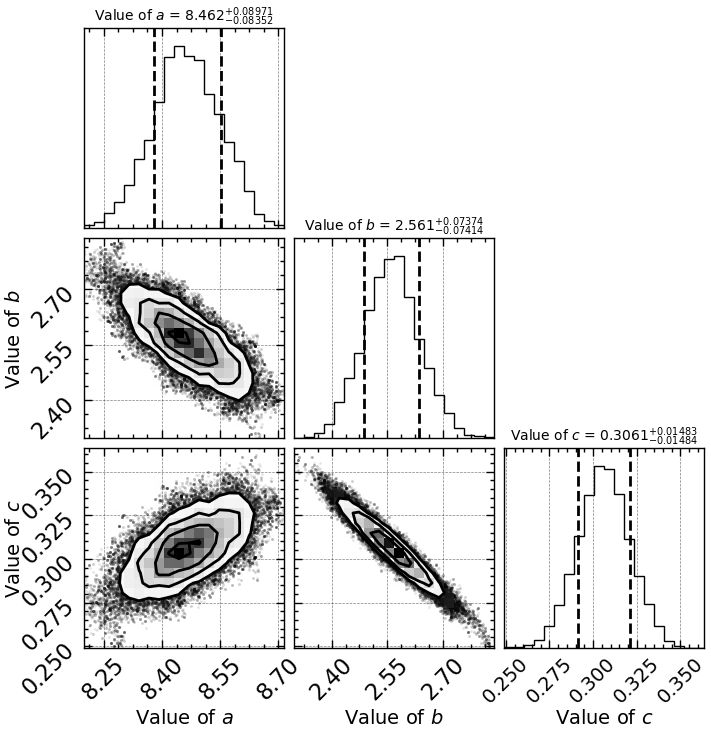 Value of a = 8.462+0.08971 −0.08352
Value of b = 2.561+0.07374 −0.07414
2.70
2.55
2.40
Value of b
Value of c = 0.3061+0.01483 −0.01484
0.350
0.325
0.300
0.275
0.250
Value of c
8.25 8.40 8.55 8.70 2.40 2.55 2.70 0.250 0.275 0.300 0.325 0.350
Value of a Value of b Value of c